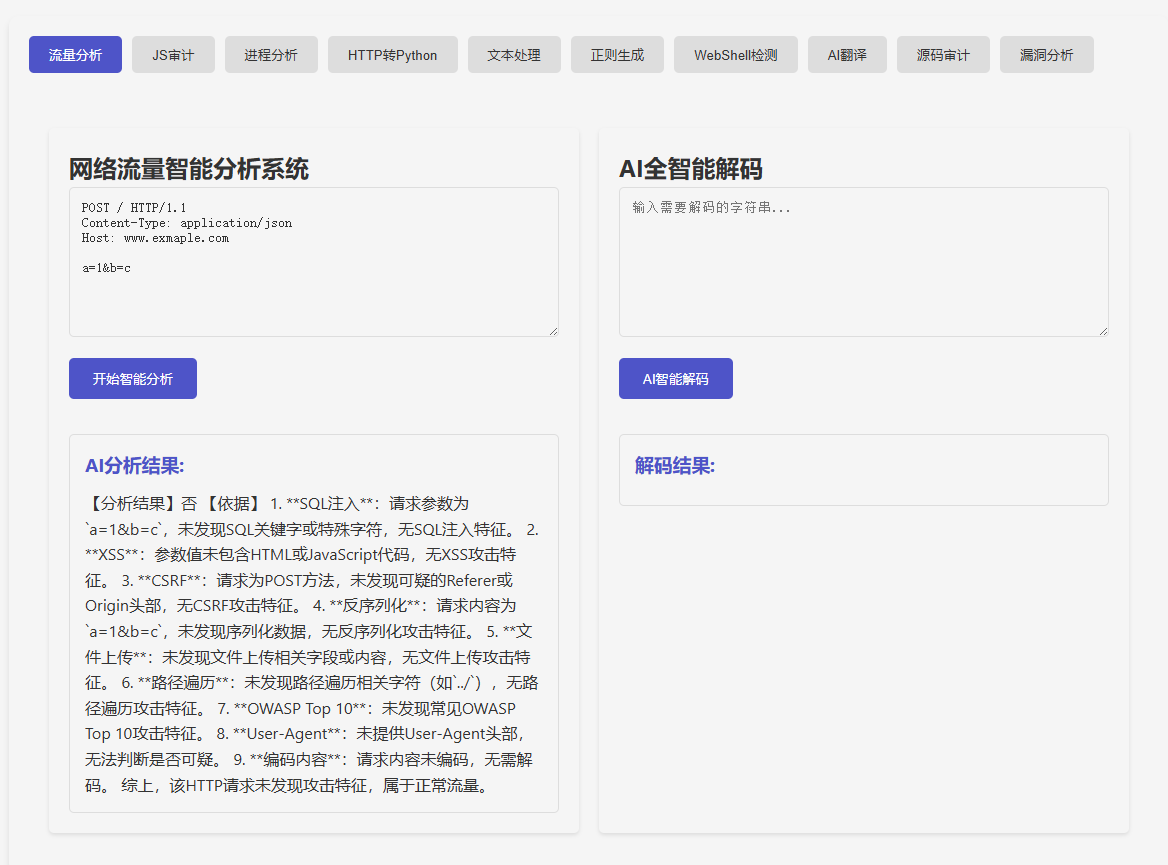 流量分析
JS审计
进程分析
HTTP转Python
文本处理
正则生成
WebShell检测
AI翻译
源码审计
漏洞分析
网络流量智能分析系统
POST / HTTP/1.1
Content-Type: application/json
Host: www.exmaple.com
a=1&b=c
开始智能分析
AI分析结果:
【分析结果】否 【依据】 1. **SQL注入**：请求参数为
`a=1&b=c`，未发现SQL关键字或特殊字符，无SQL注入特征。 2.
**XSS**：参数值未包含HTML或JavaScript代码，无XSS攻击特
征。 3. **CSRF**：请求为POST方法，未发现可疑的Referer或
Origin头部，无CSRF攻击特征。 4. **反序列化**：请求内容为
`a=1&b=c`，未发现序列化数据，无反序列化攻击特征。 5. **文
件上传**：未发现文件上传相关字段或内容，无文件上传攻击特
征。 6. **路径遍历**：未发现路径遍历相关字符（如`../`），无路
径遍历攻击特征。 7. **OWASP Top 10**：未发现常见OWASP
Top 10攻击特征。 8. **User-Agent**：未提供User-Agent头部，
无法判断是否可疑。 9. **编码内容**：请求内容未编码，无需解
码。 综上，该HTTP请求未发现攻击特征，属于正常流量。
AI全智能解码
输入需要解码的字符串...
AI智能解码
解码结果: